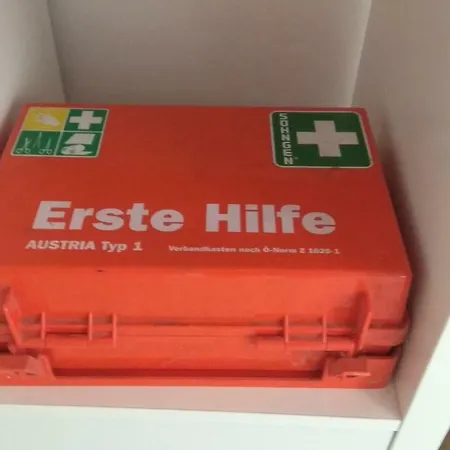 SÖHNGEN®
Erste Hilfe
AUSTRIA Typ 1
Verbandkasten nach Ö-Norm Z 1020-1